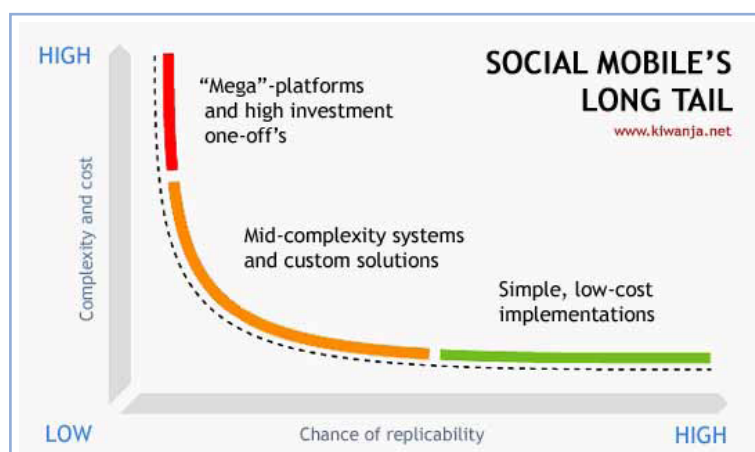 HIGH
SOCIAL MOBILE'S
LONG TAIL
www.kiwanja.net
“Mega”-platforms
and high investment
one-off's
Complexity and cost
Mid-complexity systems
and custom solutions
Simple, low-cost
implementations
LOW
Chance of replicability
HIGH